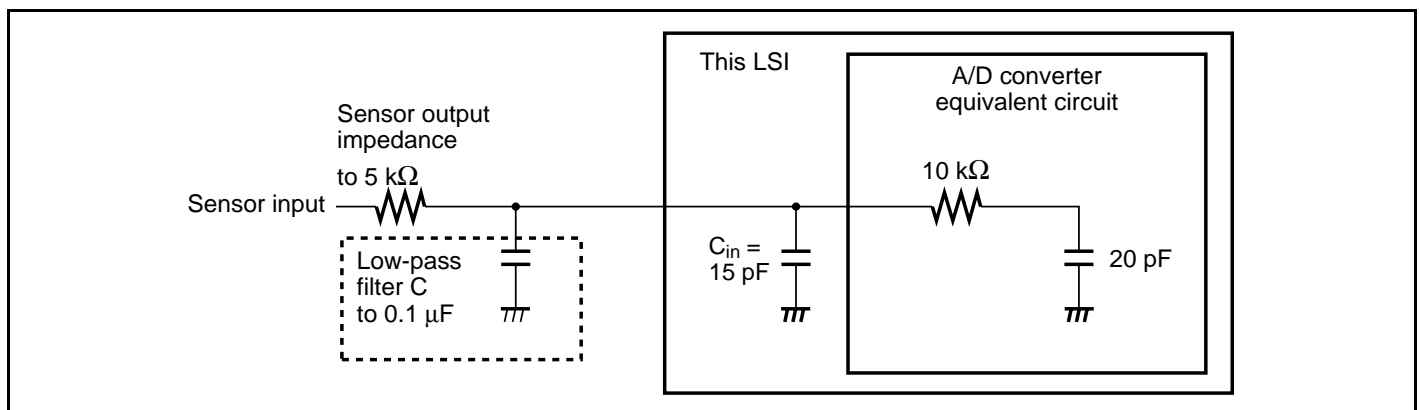 This LSI
A/D converter
equivalent circuit
Sensor output
impedance
to 5 kΩ
10 kΩ
Sensor input
Low-pass
filter C
to 0.1 μF
Cin =
15 pF
20 pF